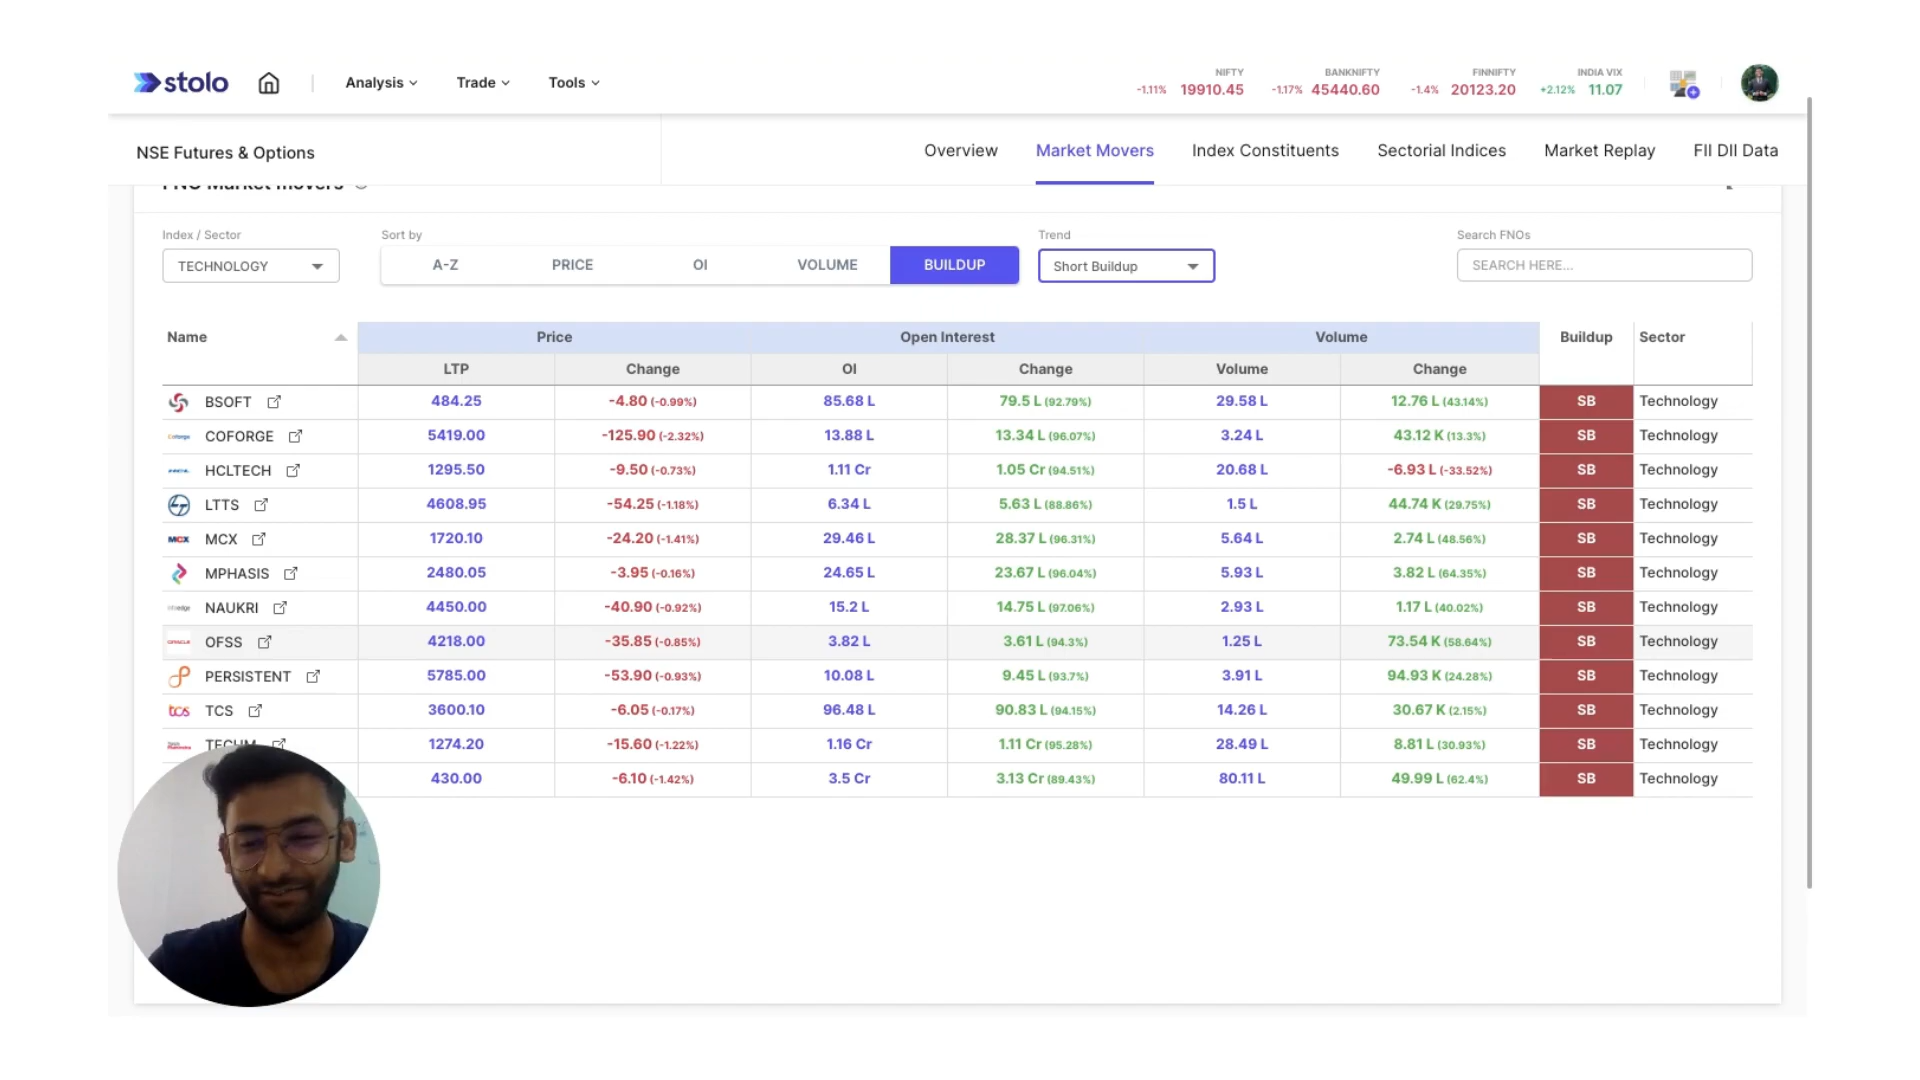 stolo
Analysis Trade Tools
NIFTY BANKNIFTY FINNIFTY INDIA VIX
-1.11% 19910.45 -1.17% 45440.60 -1.4% 20123.20 +2.12% 11.07
NSE Futures & Options
Overview Market Movers Index Constituents Sectorial Indices Market Replay FII DII Data
FNO Market movers
Index / Sector Sort by Trend Search FNOs
TECHNOLOGY A-Z PRICE OI VOLUME BUILDUP Short Buildup SEARCH HERE...
Name Price Open Interest Volume Buildup Sector
LTP Change OI Change Volume Change
BSOFT 484.25 -4.80 (-0.99%) 85.68 L 79.5 L (92.79%) 29.58 L 12.76 L (43.14%) SB Technology
Coforge COFORGE 5419.00 -125.90 (-2.32%) 13.88 L 13.34 L (96.07%) 3.24 L 43.12 K (13.3%) SB Technology
HCLTECH 1295.50 -9.50 (-0.73%) 1.11 Cr 1.05 Cr (94.51%) 20.68 L -6.93 L (-33.52%) SB Technology
LTTS 4608.95 -54.25 (-1.18%) 6.34 L 5.63 L (88.86%) 1.5 L 44.74 K (29.75%) SB Technology
MCX MCX 1720.10 -24.20 (-1.41%) 29.46 L 28.37 L (96.31%) 5.64 L 2.74 L (48.56%) SB Technology
MPHASIS 2480.05 -3.95 (-0.16%) 24.65 L 23.67 L (96.04%) 5.93 L 3.82 L (64.35%) SB Technology
infoedge NAUKRI 4450.00 -40.90 (-0.92%) 15.2 L 14.75 L (97.06%) 2.93 L 1.17 L (40.02%) SB Technology
ORACLE OFSS 4218.00 -35.85 (-0.85%) 3.82 L 3.61 L (94.3%) 1.25 L 73.54 K (58.64%) SB Technology
PERSISTENT 5785.00 -53.90 (-0.93%) 10.08 L 9.45 L (93.7%) 3.91 L 94.93 K (24.28%) SB Technology
tcs TCS 3600.10 -6.05 (-0.17%) 96.48 L 90.83 L (94.15%) 14.26 L 30.67 K (2.15%) SB Technology
TECHM 1274.20 -15.60 (-1.22%) 1.16 Cr 1.11 Cr (95.28%) 28.49 L 8.81 L (30.93%) SB Technology
430.00 -6.10 (-1.42%) 3.5 Cr 3.13 Cr (89.43%) 80.11 L 49.99 L (62.4%) SB Technology